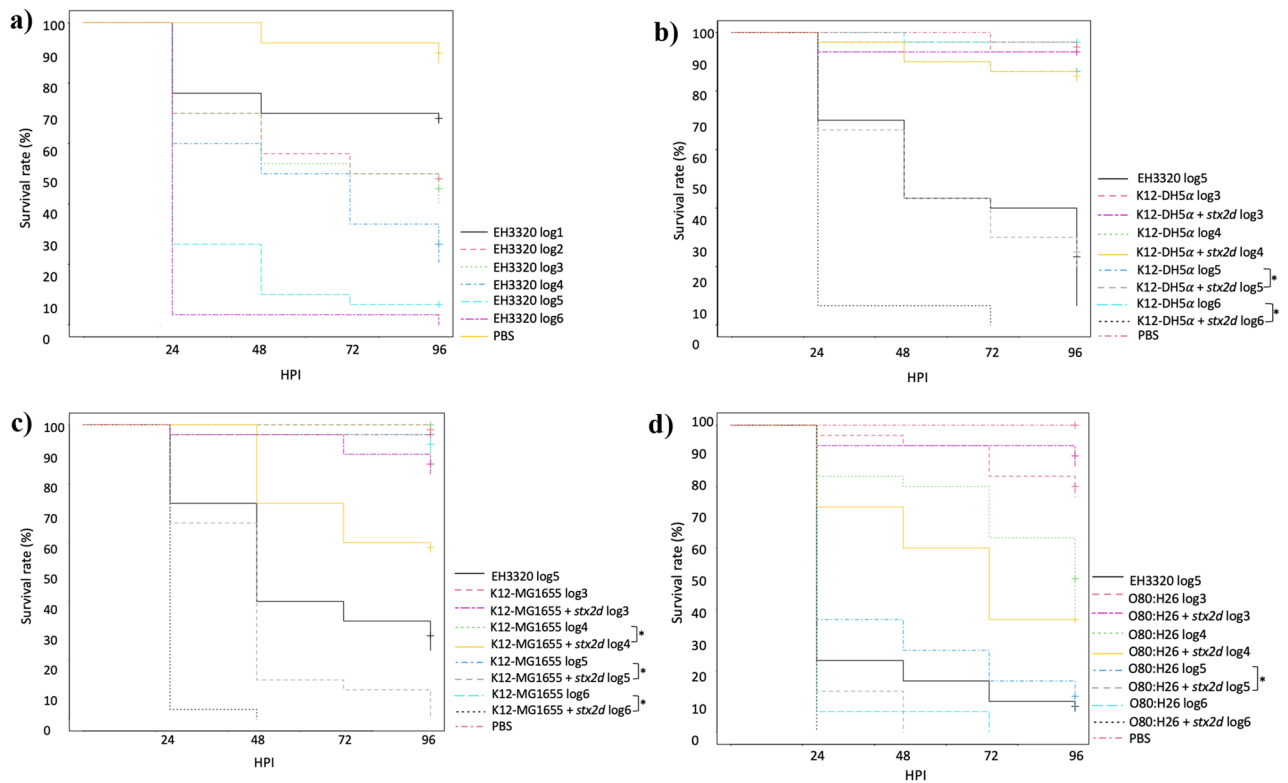 a)
Survival rate (%)
100
90
80
70
60
50
40
30
20
10
0
24 48 72 96
HPI
EH3320 log1
EH3320 log2
EH3320 log3
EH3320 log4
EH3320 log5
EH3320 log6
PBS
b)
Survival rate (%)
100
90
80
70
60
50
40
30
20
10
0
24 48 72 96
HPI
EH3320 log5
K12-DH5α log3
K12-DH5α + stx2d log3
K12-DH5α log4
K12-DH5α + stx2d log4
K12-DH5α log5
K12-DH5α + stx2d log5
*
K12-DH5α log6
K12-DH5α + stx2d log6
*
PBS
c)
Survival rate (%)
100
90
80
70
60
50
40
30
20
10
0
24 48 72 96
HPI
EH3320 log5
K12-MG1655 log3
K12-MG1655 + stx2d log3
K12-MG1655 log4
K12-MG1655 + stx2d log4
*
K12-MG1655 log5
K12-MG1655 + stx2d log5
*
K12-MG1655 log6
K12-MG1655 + stx2d log6
*
PBS
d)
Survival rate (%)
100
90
80
70
60
50
40
30
20
10
0
24 48 72 96
HPI
EH3320 log5
O80:H26 log3
O80:H26 + stx2d log3
O80:H26 log4
O80:H26 + stx2d log4
O80:H26 log5
O80:H26 + stx2d log5
*
O80:H26 log6
O80:H26 + stx2d log6
PBS